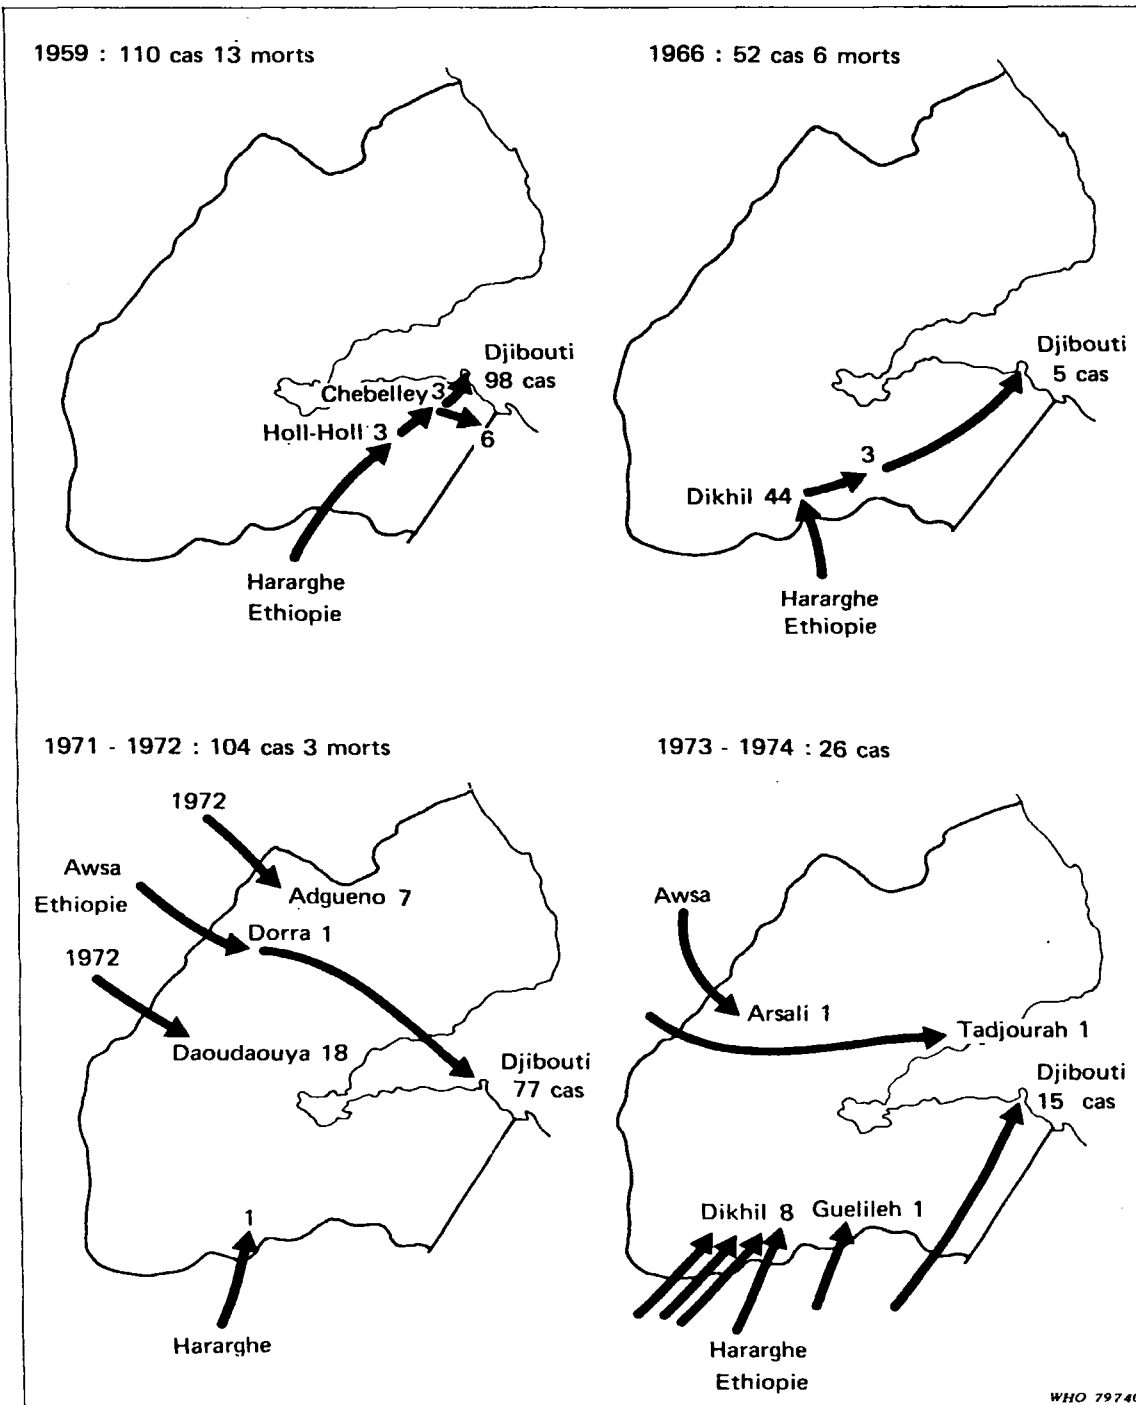 1959 : 110 cas 13 morts
Djibouti
98 cas
Chebelley 3
Holl-Holl 3
6
Hararghe
Ethiopie
1966 : 52 cas 6 morts
Djibouti
5 cas
3
Dikhil 44
Hararghe
Ethiopie
1971 - 1972 : 104 cas 3 morts
1972
Awsa
Ethiopie
Adgueno 7
Dorra 1
1972
Daoudaouya 18
Djibouti
77 cas
1
Hararghe
1973 - 1974 : 26 cas
Awsa
Arsali 1
Tadjourah 1
Djibouti
15 cas
Dikhil 8
Guelileh 1
Hararghe
Ethiopie
WHO 79740